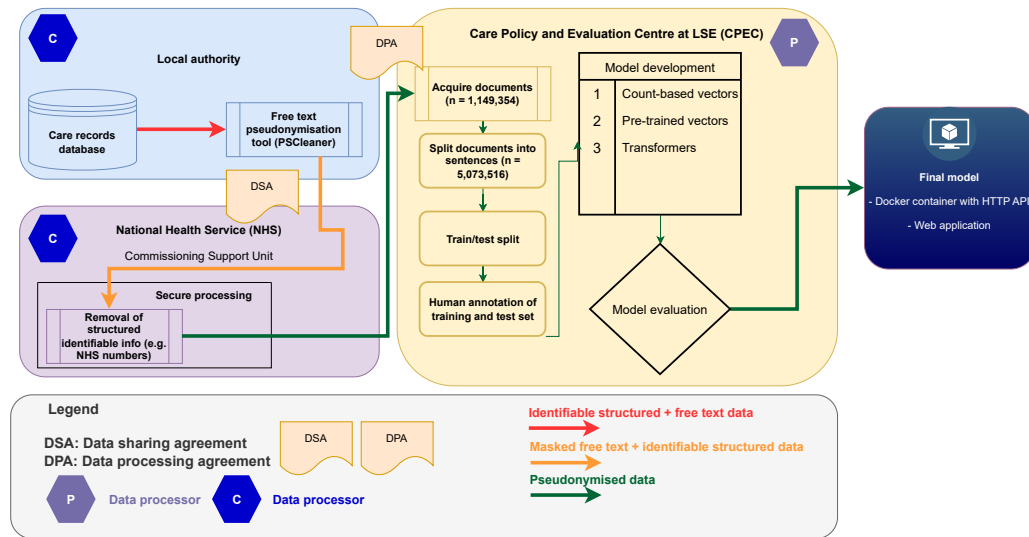 C
Local authority
Care records
database
Free text
pseudonymisation
tool (PSCleaner)
DSA
C
National Health Service (NHS)
Commissioning Support Unit
Secure processing
Removal of
structured
identifiable info (e.g.
NHS numbers)
DPA
Care Policy and Evaluation Centre at LSE (CPEC)
P
Acquire documents
(n = 1,149,354)
Split documents into
sentences (n =
5,073,516)
Train/test split
Human annotation of
training and test set
Model development
1 Count-based vectors
2 Pre-trained vectors
3 Transformers
Model evaluation
Final model
- Docker container with HTTP API
- Web application
Legend
DSA: Data sharing agreement
DPA: Data processing agreement
DSA
DPA
P Data processor
C Data processor
Identifiable structured + free text data
Masked free text + identifiable structured data
Pseudonymised data